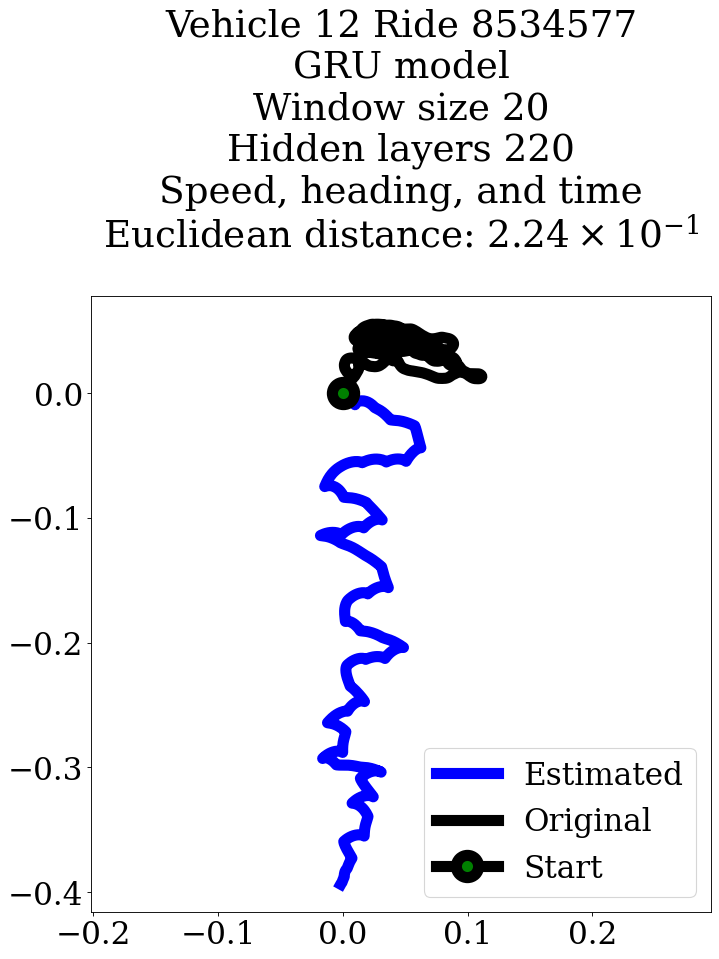 Vehicle 12 Ride 8534577
GRU model
Window size 20
Hidden layers 220
Speed, heading, and time
Euclidean distance: 2.24 × 10⁻¹
0.0
−0.1
−0.2
−0.3
−0.4
Estimated
Original
Start
−0.2 −0.1 0.0 0.1 0.2